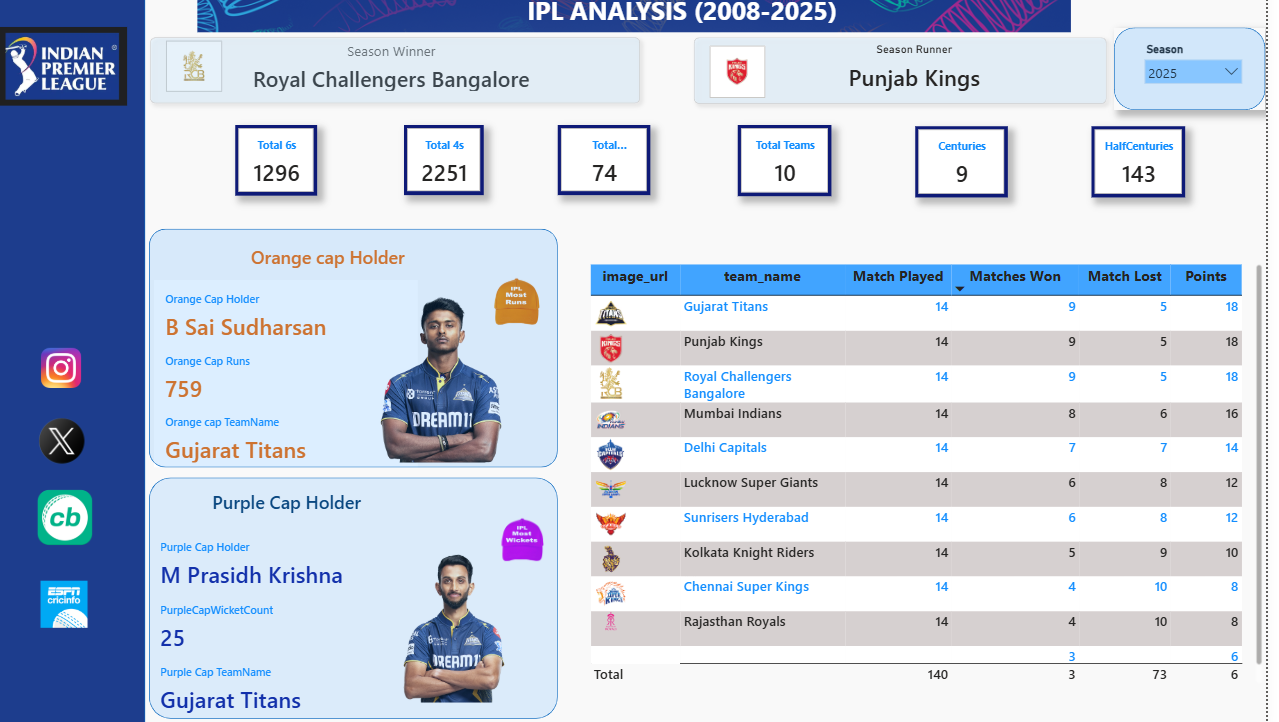 IPL ANALYSIS (2008-2025)
INDIAN
PREMIER
LEAGUE
Season Winner
Royal Challengers Bangalore
Season Runner
Punjab Kings
Season
2025
Total 6s
1296
Total 4s
2251
Total...
74
Total Teams
10
Centuries
9
HalfCenturies
143
Orange cap Holder
Orange Cap Holder
B Sai Sudharsan
Orange Cap Runs
759
Orange cap TeamName
Gujarat Titans
IPL
Most
Runs
DREAM11
Purple Cap Holder
Purple Cap Holder
M Prasidh Krishna
PurpleCapWicketCount
25
Purple Cap TeamName
Gujarat Titans
IPL
Most
Wickets
DREAM11
cb
ESPN
cricinfo
image_url team_name Match Played Matches Won Match Lost Points
Gujarat Titans 14 9 5 18
Punjab Kings 14 9 5 18
Royal Challengers
Bangalore 14 9 5 18
Mumbai Indians 14 8 6 16
Delhi Capitals 14 7 7 14
Lucknow Super Giants 14 6 8 12
Sunrisers Hyderabad 14 6 8 12
Kolkata Knight Riders 14 5 9 10
Chennai Super Kings 14 4 10 8
Rajasthan Royals 14 4 10 8
3 6
Total 140 3 73 6